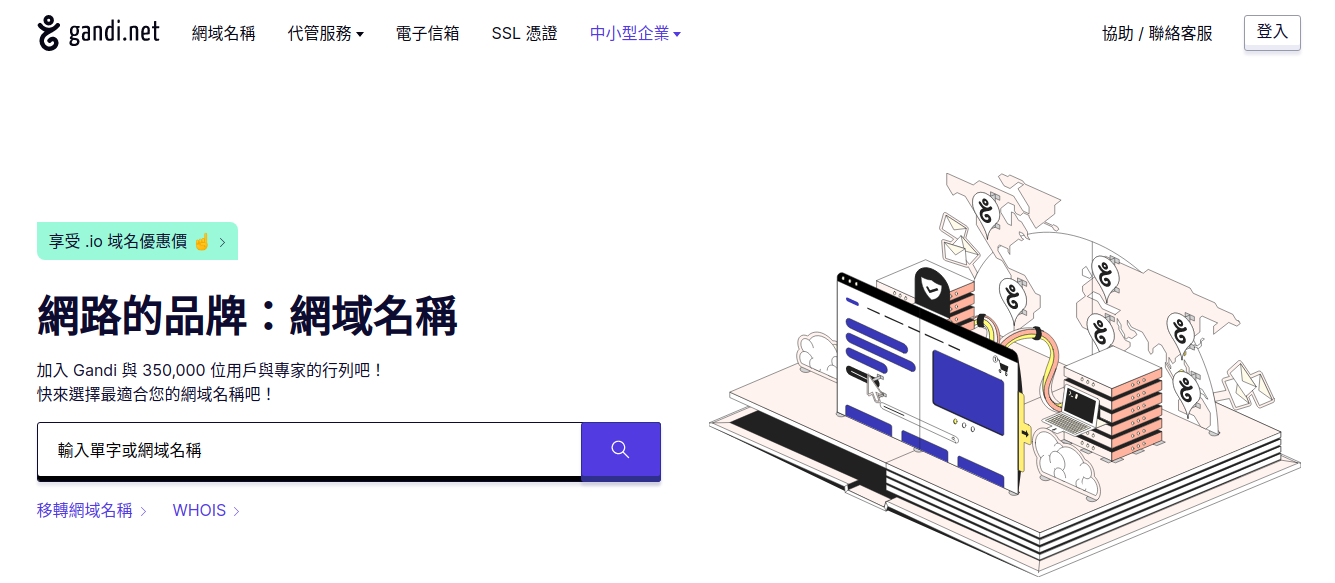 gandi.net
網域名稱
代管服務
電子信箱
SSL 憑證
中小型企業
協助 / 聯絡客服
登入
享受 .io 域名優惠價 ☝️
網路的品牌：網域名稱
加入 Gandi 與 350,000 位用戶與專家的行列吧！
快來選擇最適合您的網域名稱吧！
輸入單字或網域名稱
移轉網域名稱
WHOIS